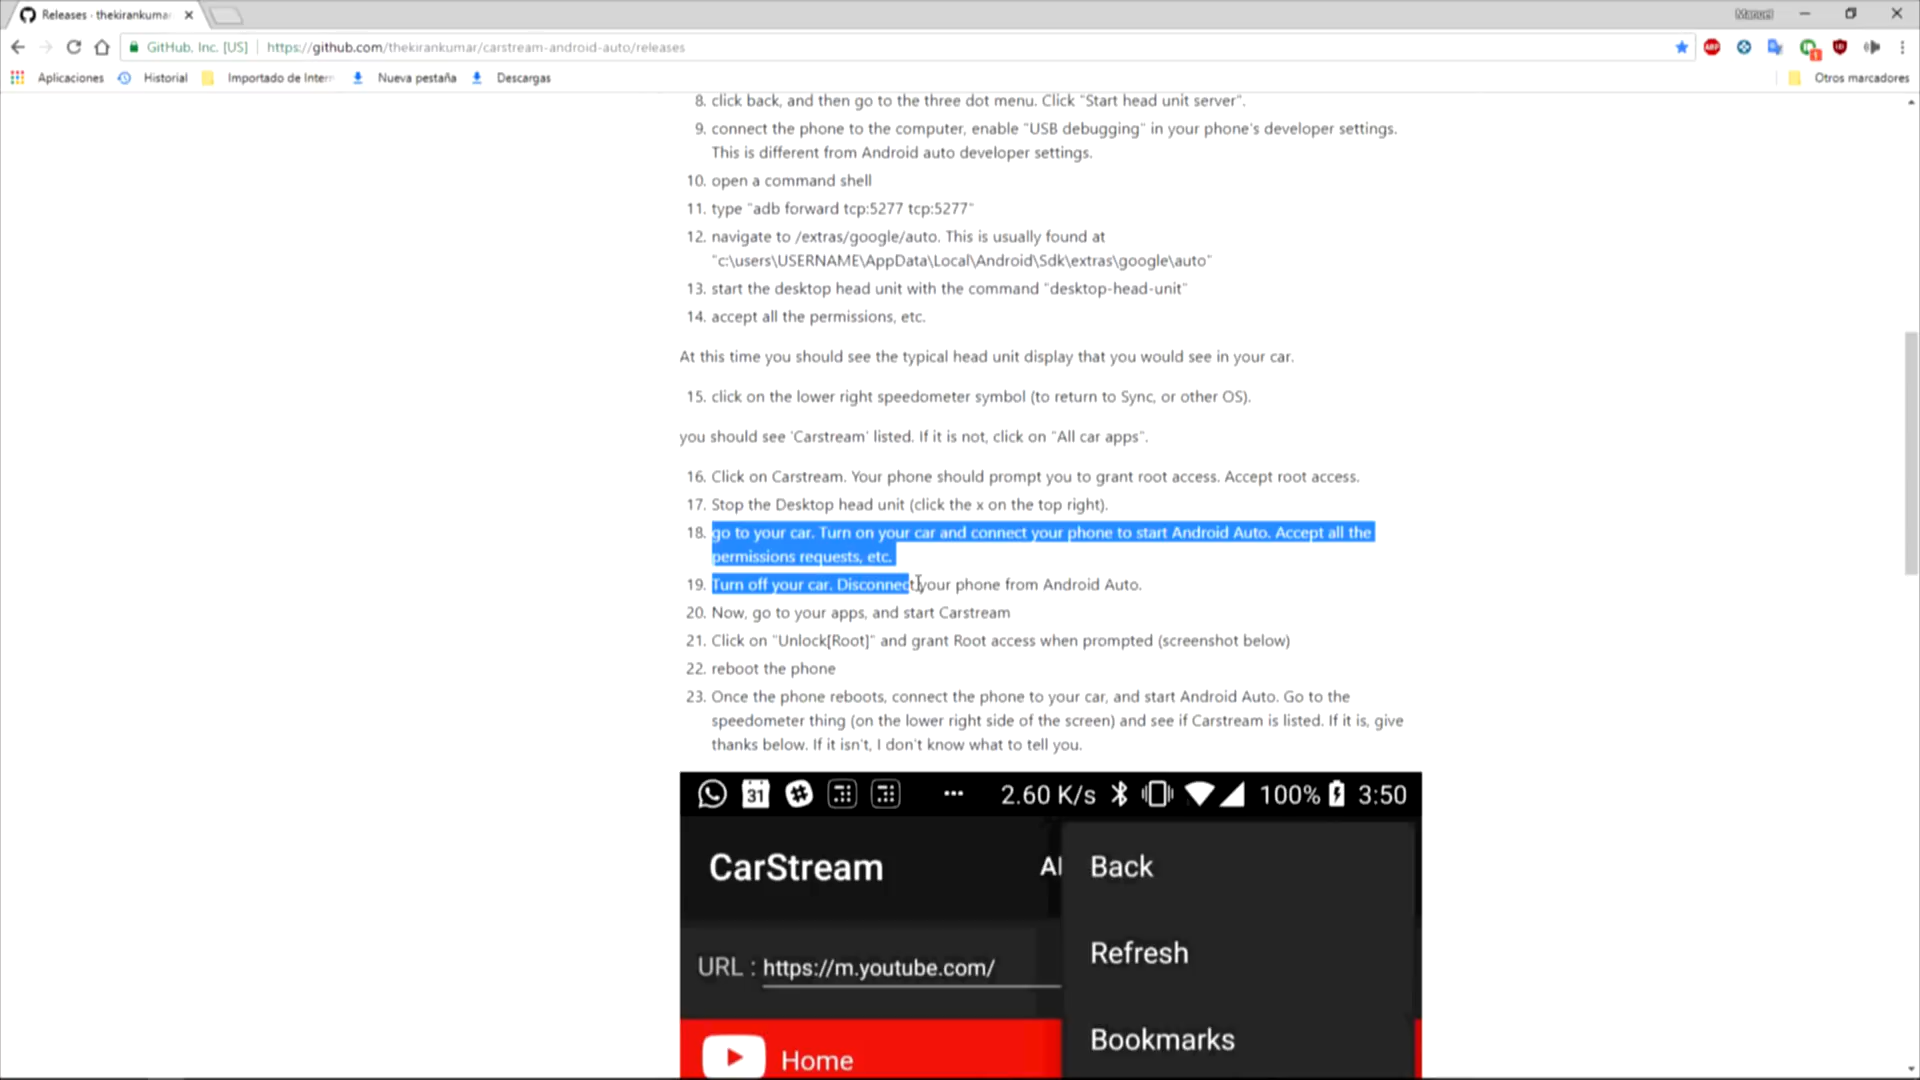 Releases · thekirankumar
Manuel
GitHub, Inc. [US] | https://github.com/thekirankumar/carstream-android-auto/releases
Aplicaciones Historial Importado de Intern Nueva pestaña Descargas Otros marcadores
8. click back, and then go to the three dot menu. Click "Start head unit server".
9. connect the phone to the computer, enable "USB debugging" in your phone's developer settings.
This is different from Android auto developer settings.
10. open a command shell
11. type "adb forward tcp:5277 tcp:5277"
12. navigate to /extras/google/auto. This is usually found at
"c:\users\USERNAME\AppData\Local\Android\Sdk\extras\google\auto"
13. start the desktop head unit with the command "desktop-head-unit"
14. accept all the permissions, etc.
At this time you should see the typical head unit display that you would see in your car.
15. click on the lower right speedometer symbol (to return to Sync, or other OS).
you should see 'Carstream' listed. If it is not, click on "All car apps".
16. Click on Carstream. Your phone should prompt you to grant root access. Accept root access.
17. Stop the Desktop head unit (click the x on the top right).
18. go to your car. Turn on your car and connect your phone to start Android Auto. Accept all the
permissions requests, etc.
19. Turn off your car. Disconnect your phone from Android Auto.
20. Now, go to your apps, and start Carstream
21. Click on "Unlock[Root]" and grant Root access when prompted (screenshot below)
22. reboot the phone
23. Once the phone reboots, connect the phone to your car, and start Android Auto. Go to the
speedometer thing (on the lower right side of the screen) and see if Carstream is listed. If it is, give
thanks below. If it isn't, I don't know what to tell you.
31 ··· 2.60 K/s 100% 3:50
CarStream Al Back
Refresh
URL : https://m.youtube.com/
Bookmarks
Home